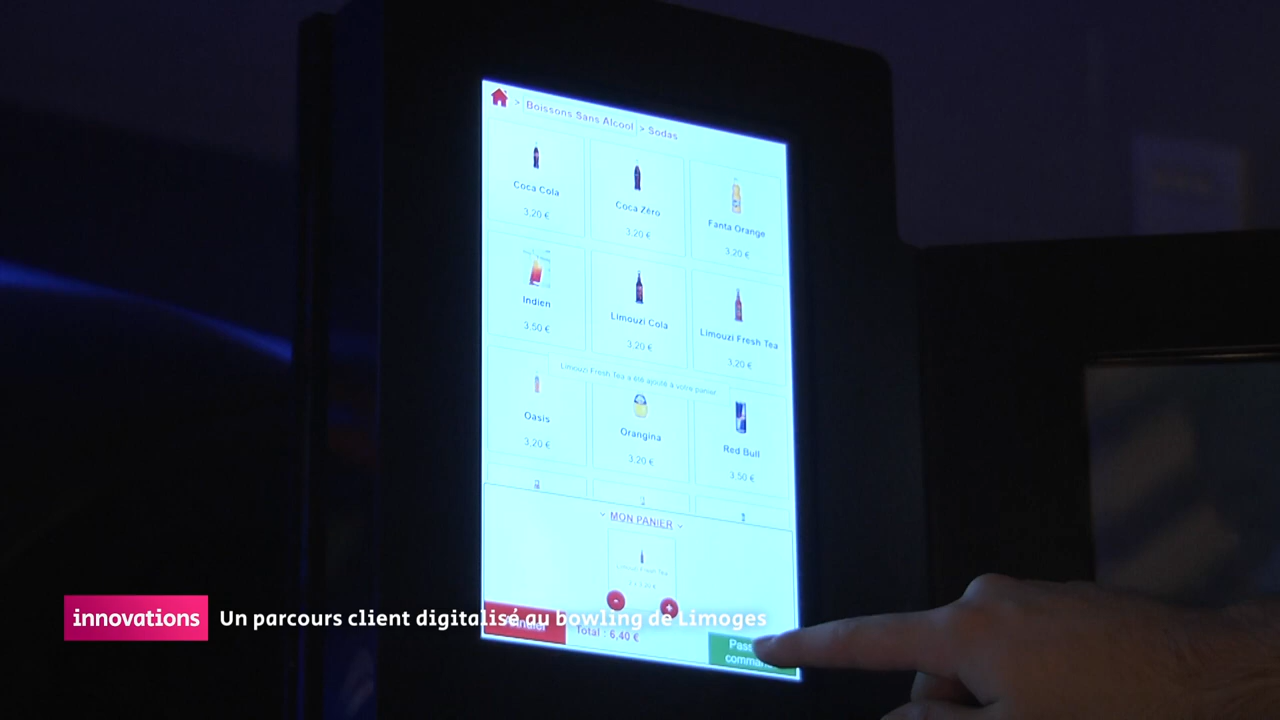 > Boissons Sans Alcool > Sodas
Coca Cola
3,20 €
Coca Zéro
3,20 €
Fanta Orange
3,20 €
Indien
3,50 €
Limouzi Cola
3,20 €
Limouzi Fresh Tea
3,20 €
Limouzi Fresh Tea a été ajouté à votre panier
Oasis
3,20 €
Orangina
3,20 €
Red Bull
3,50 €
MON PANIER
Limouzi Fresh Tea
- +
innovations Un parcours client digitalisé au bowling de Limoges
Total : 6,40 €